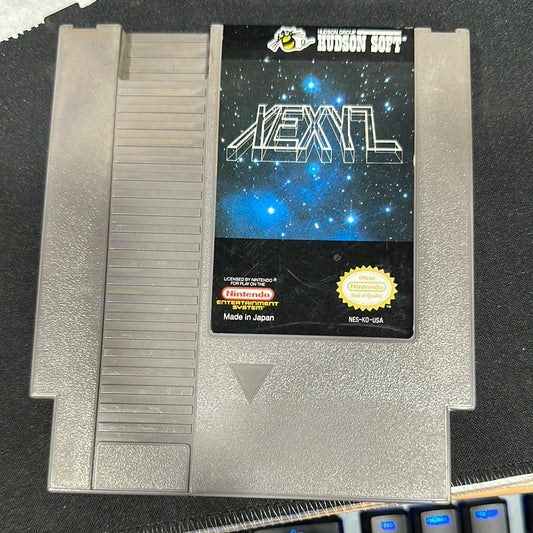 HUDSON GROUP
HUDSON SOFT®
XEXYZ
LICENSED BY NINTENDO®
FOR PLAY ON THE
Nintendo
ENTERTAINMENT
SYSTEM®
Made in Japan
Official
Nintendo
Seal of Quality
NES-KD-USA